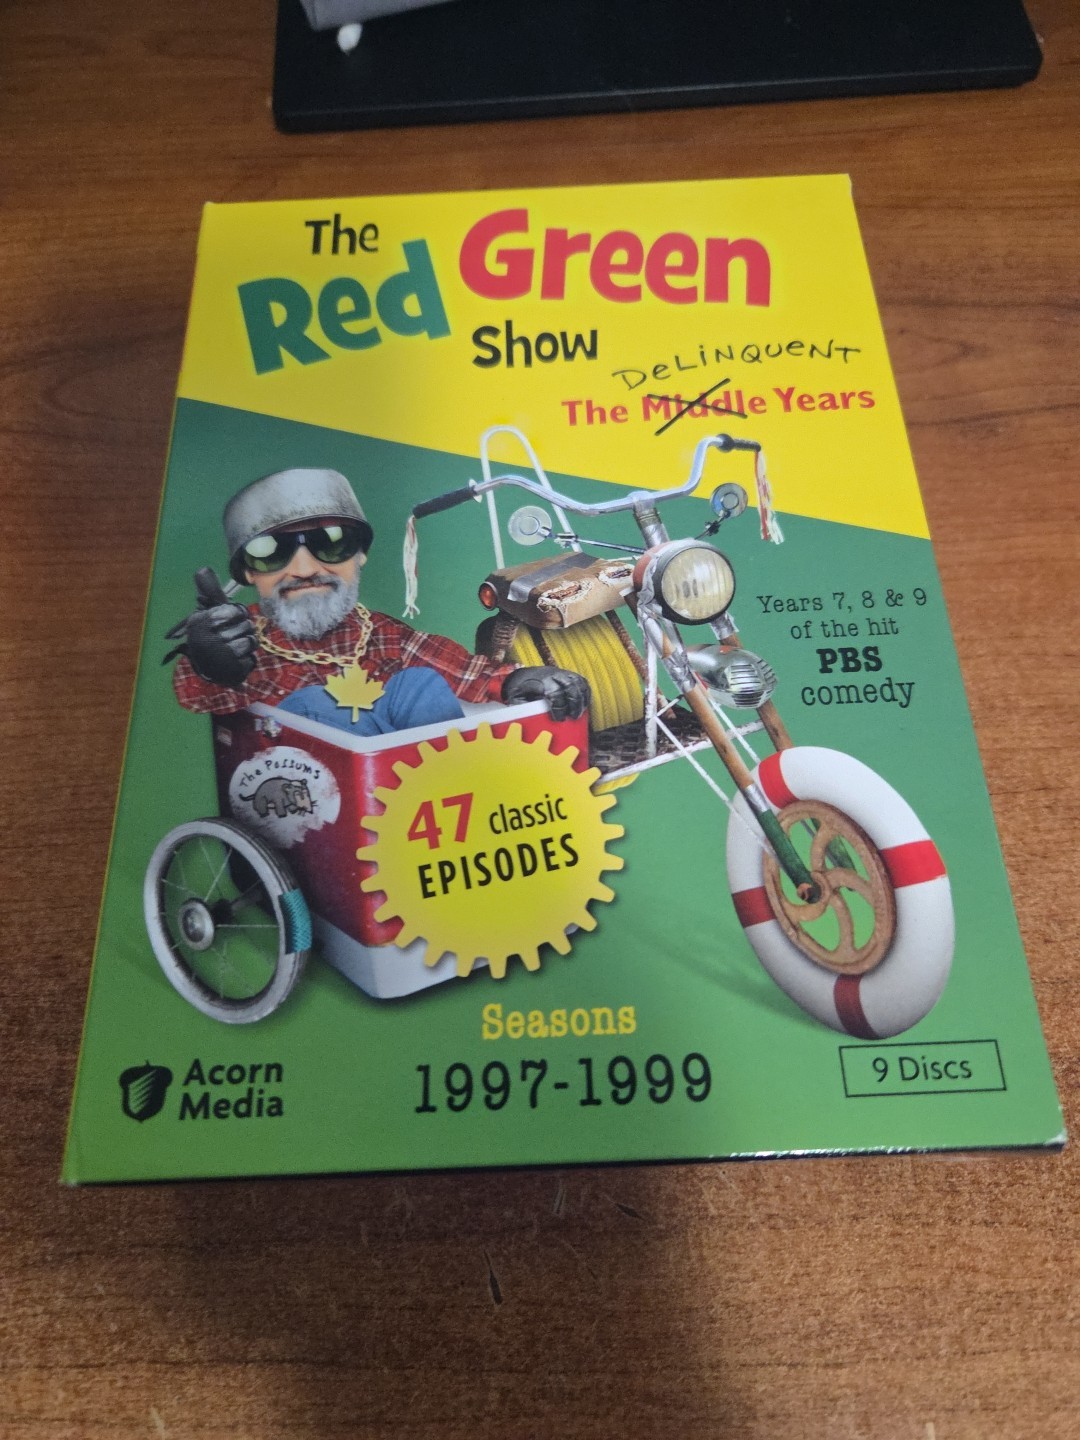 The
Red Green
Show
DeLiNQueNT
The Middle Years
Years 7, 8 & 9
of the hit
PBS
comedy
The Possums
47 classic
EPISODES
Seasons
1997-1999
Acorn
Media
9 Discs